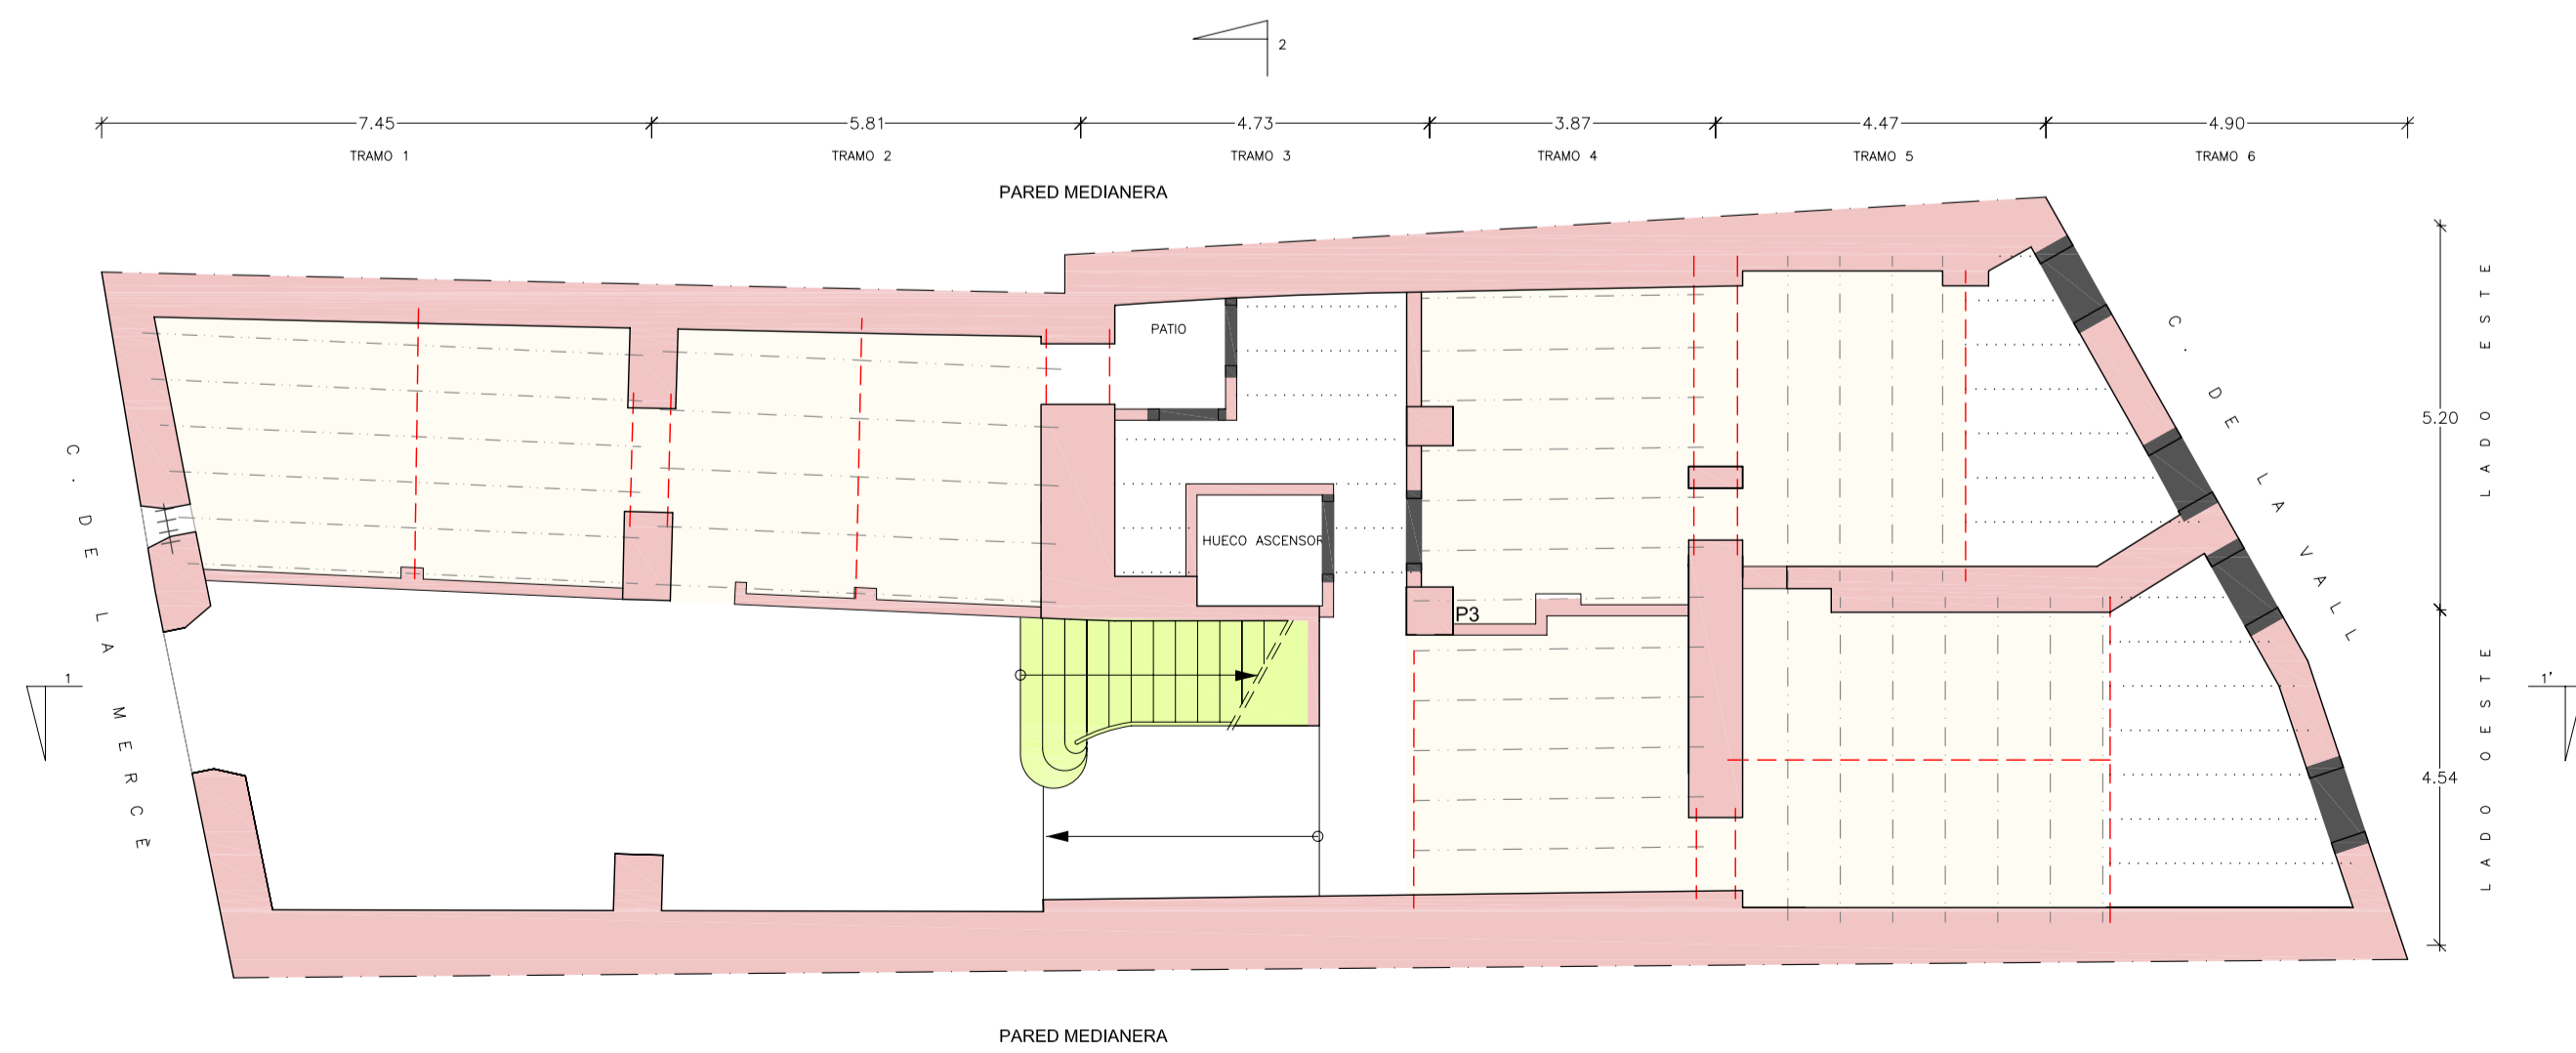 2
7.45 5.81 4.73 3.87 4.47 4.90
TRAMO 1 TRAMO 2 TRAMO 3 TRAMO 4 TRAMO 5 TRAMO 6
PARED MEDIANERA
PATIO
HUECO ASCENSOR
P3
C. DE LA MERCÈ
C. DE LA VALL
5.20
LADO ESTE
4.54
LADO OESTE
1
1'
PARED MEDIANERA